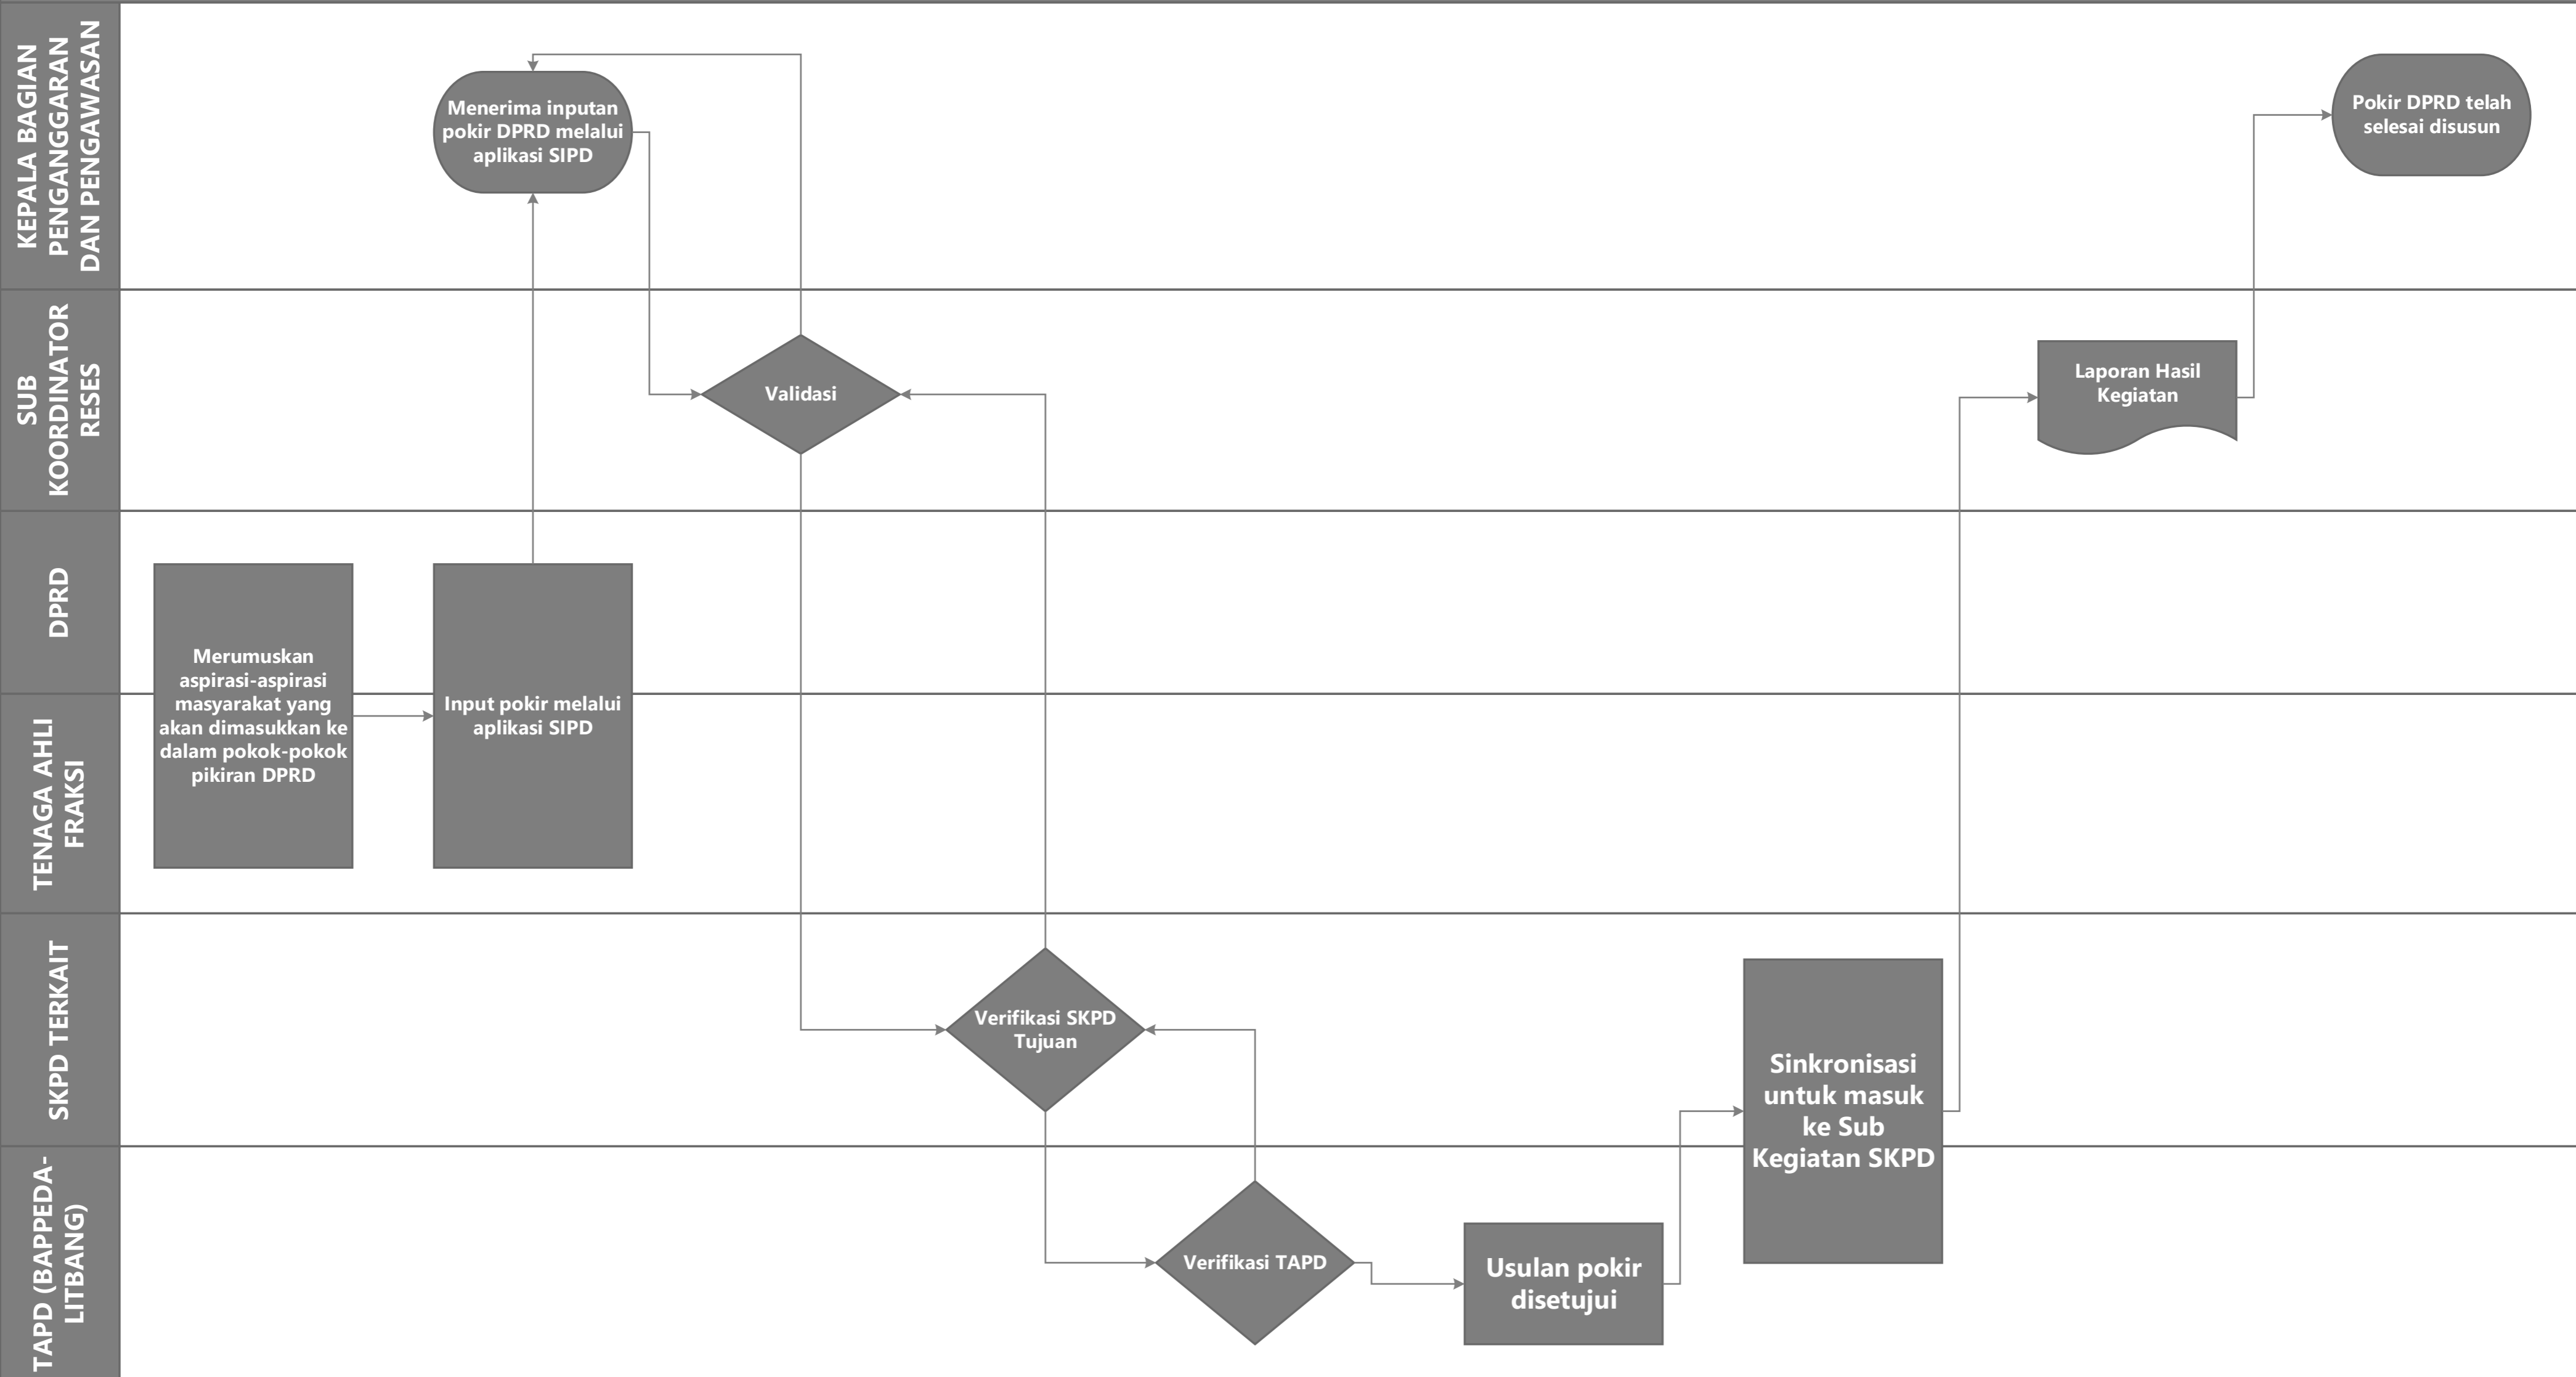 KEPALA BAGIAN
PENGANGGARAN
DAN PENGAWASAN
Menerima inputan
pokir DPRD melalui
aplikasi SIPD
Pokir DPRD telah
selesai disusun
SUB
KOORDINATOR
RESES
Validasi
Laporan Hasil
Kegiatan
DPRD
Merumuskan
aspirasi-aspirasi
masyarakat yang
akan dimasukkan ke
dalam pokok-pokok
pikiran DPRD
Input pokir melalui
aplikasi SIPD
TENAGA AHLI
FRAKSI
SKPD TERKAIT
Verifikasi SKPD
Tujuan
Sinkronisasi
untuk masuk
ke Sub
Kegiatan SKPD
TAPD (BAPPEDA-
LITBANG)
Verifikasi TAPD
Usulan pokir
disetujui